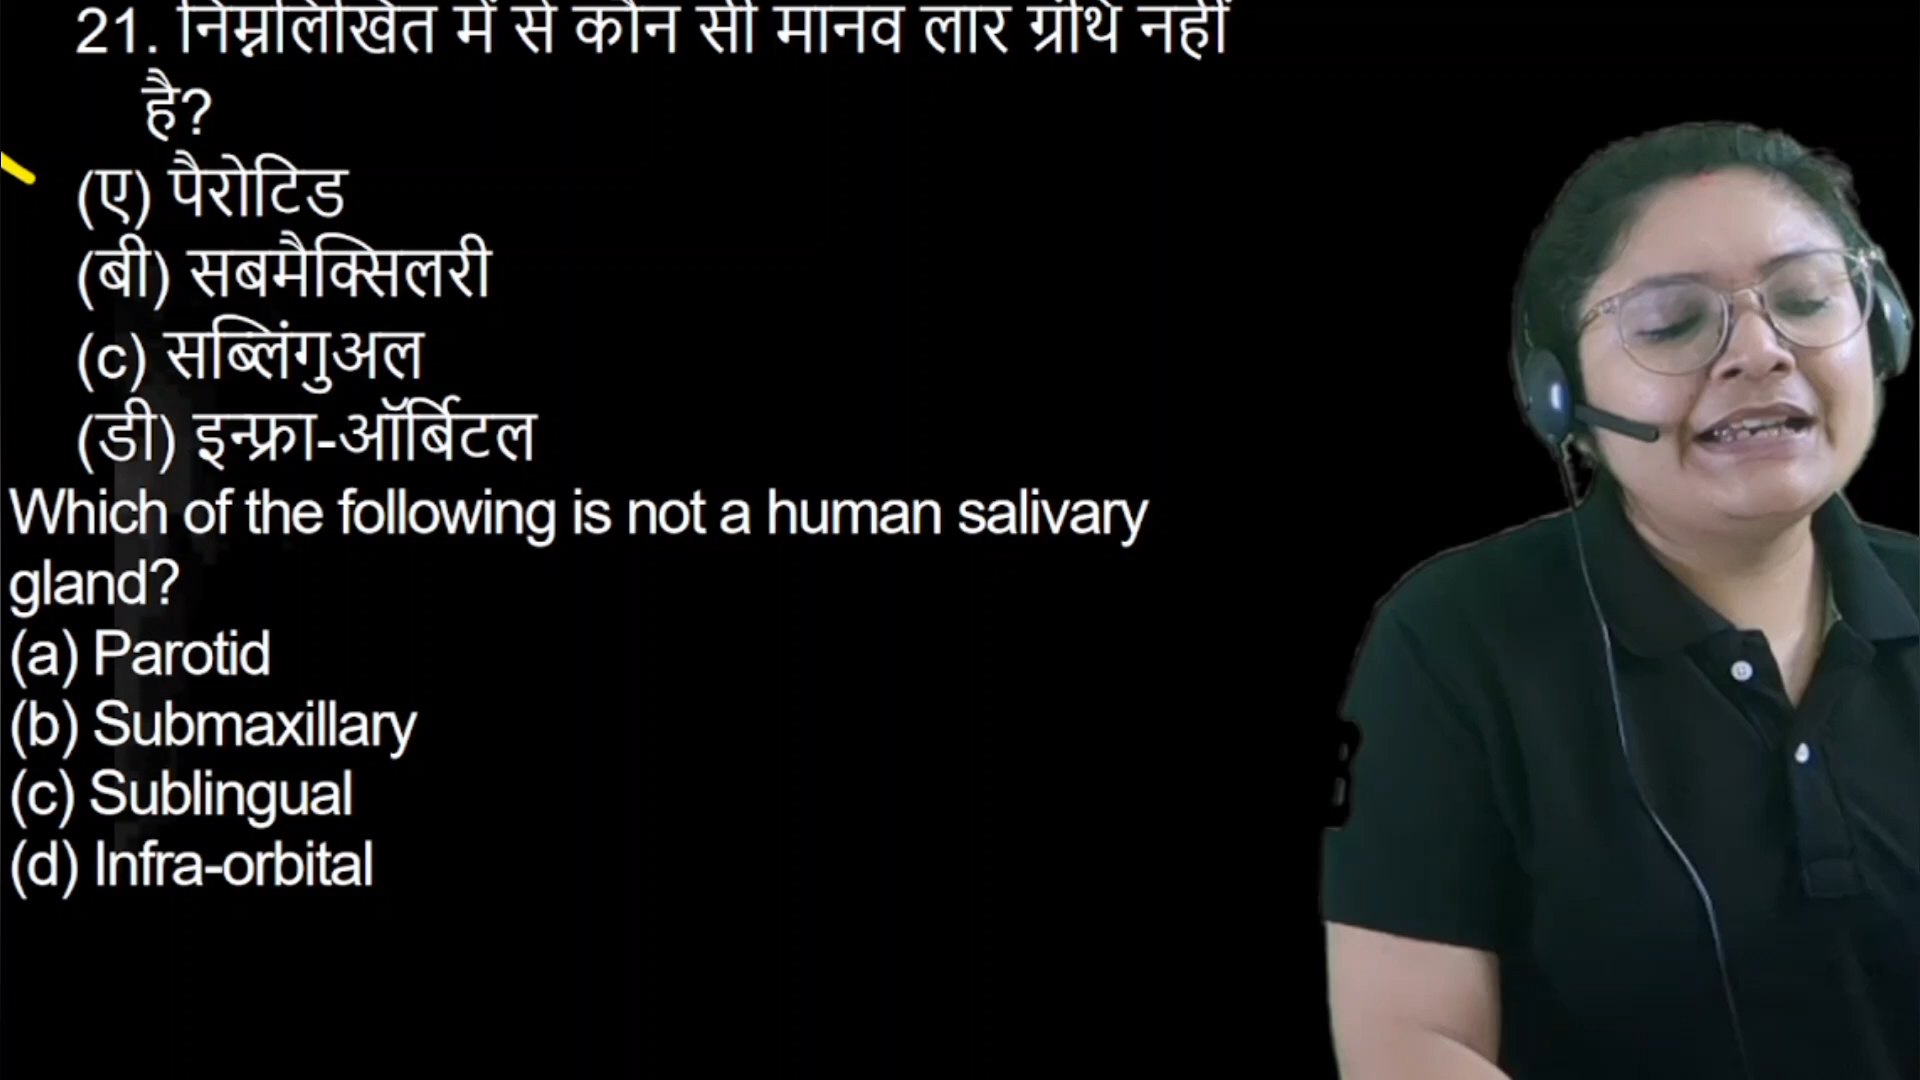 21. निम्नलिखित में से कौन सी मानव लार ग्रंथि नहीं
है?
(ए) पैरोटिड
(बी) सबमैक्सिलरी
(c) सब्लिंगुअल
(डी) इन्फ्रा-ऑर्बिटल
Which of the following is not a human salivary
gland?
(a) Parotid
(b) Submaxillary
(c) Sublingual
(d) Infra-orbital